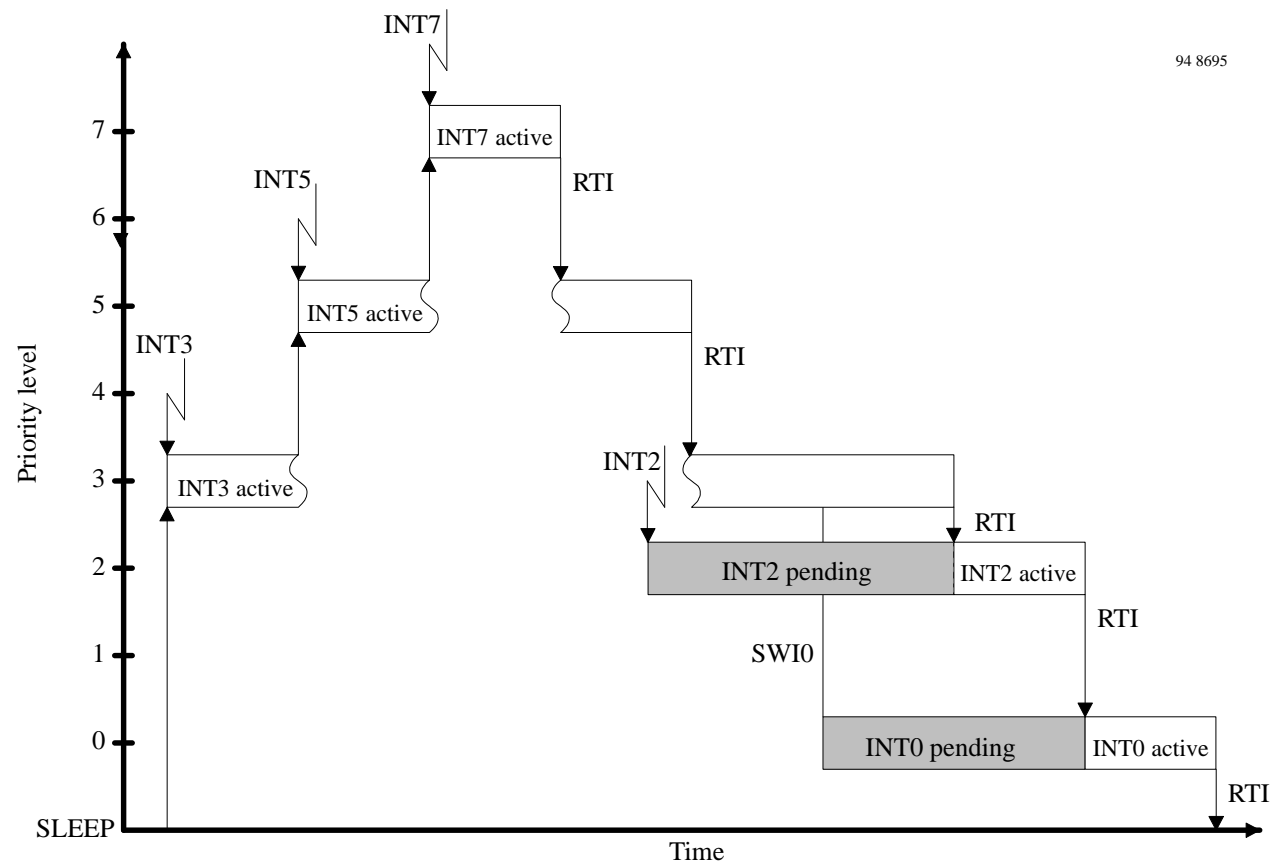 INT7
94 8695
7
INT7 active
INT5
RTI
6
5
INT5 active
INT3
RTI
4
Priority level
INT2
3
INT3 active
RTI
2
INT2 pending
INT2 active
RTI
1
SWI0
0
INT0 pending
INT0 active
RTI
SLEEP
Time